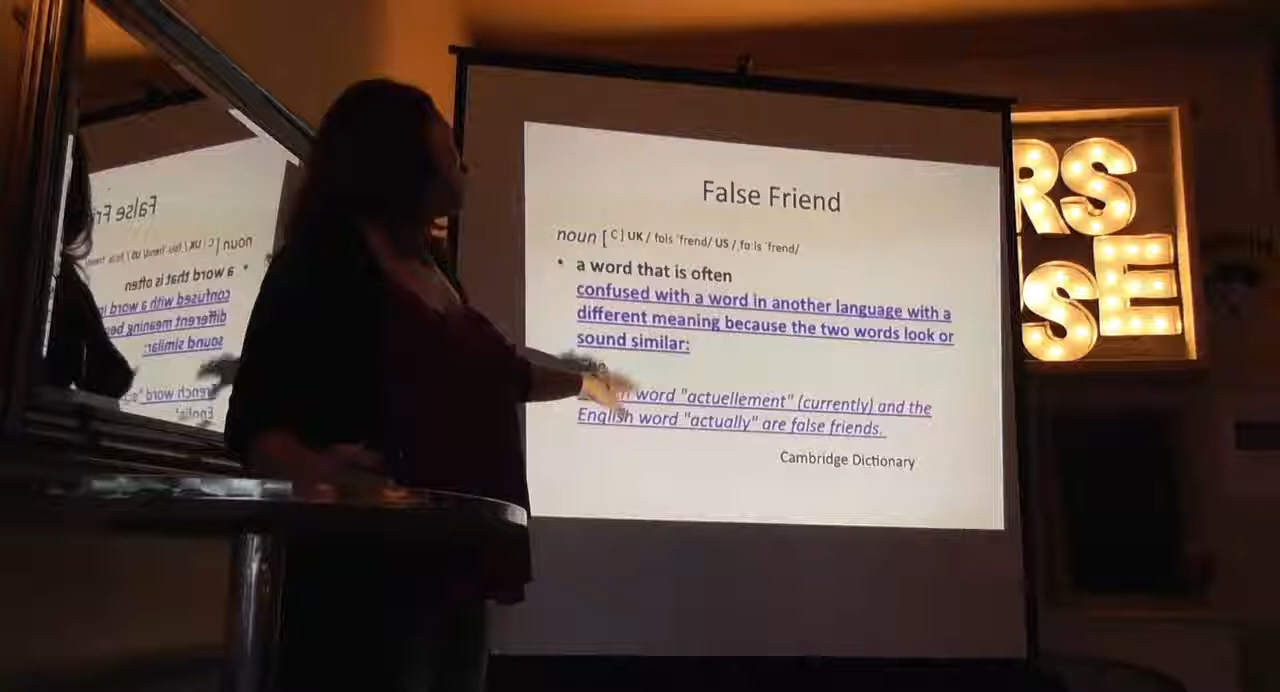 False Friend
noun [ C ] UK / fɒls ˈfrend/ US /ˌfɑːls ˈfrend/
• a word that is often
confused with a word in another language with a
different meaning because the two words look or
sound similar:
word "actuellement" (currently) and the
English word "actually" are false friends.
Cambridge Dictionary
RS
SE